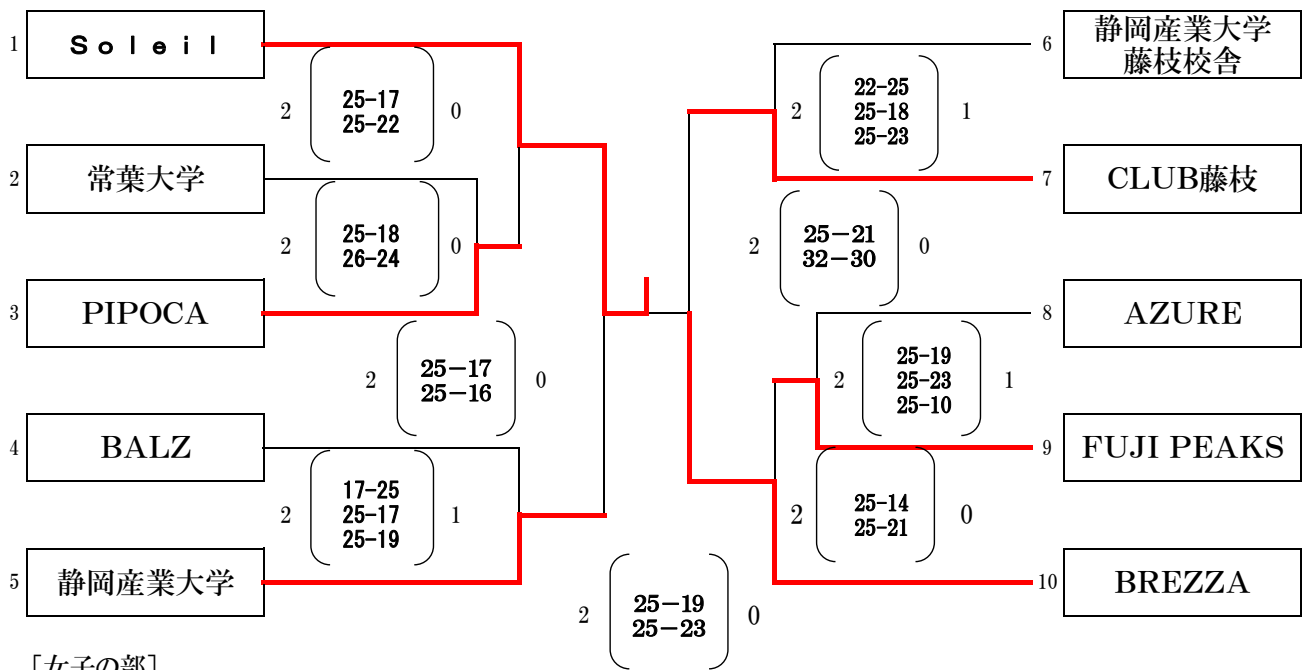 1 Ｓｏｌｅｉｌ
2 25-17 0
25-22
2 常葉大学
2 25-18 0
26-24
3 PIPOCA
2 25－17 0
25－16
4 BALZ
17-25
2 25-17 1
25-19
5 静岡産業大学
2 25－19 0
25－23
6 静岡産業大学
藤枝校舎
22-25
2 25-18 1
25-23
7 CLUB藤枝
2 25－21 0
32－30
8 AZURE
25-19
2 25-23 1
25-10
9 FUJI PEAKS
2 25-14 0
25-21
10 BREZZA
［女子の部］